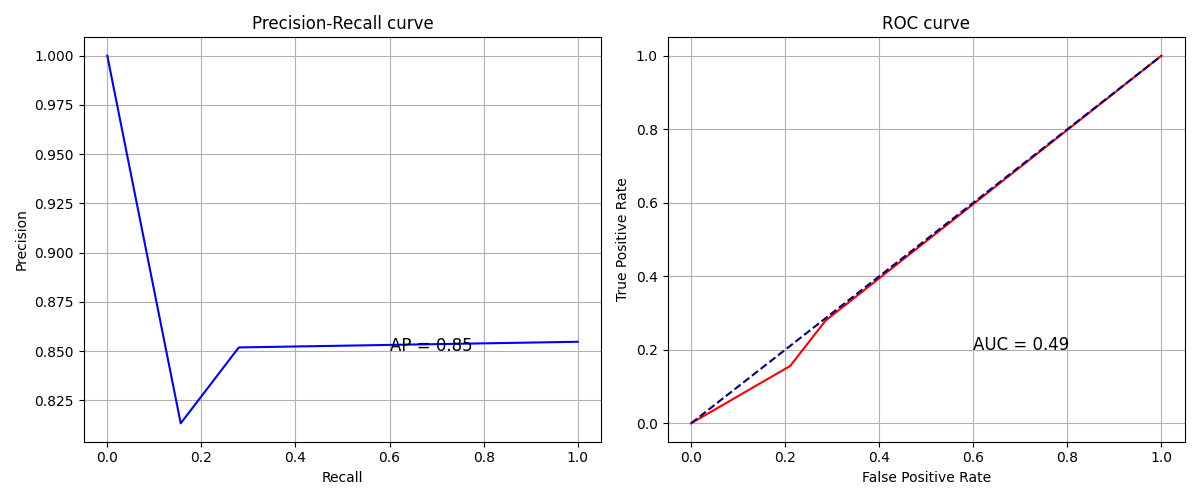 Precision-Recall curve
1.000
0.975
0.950
0.925
0.900
0.875
0.850
0.825
Precision
AP = 0.85
0.0 0.2 0.4 0.6 0.8 1.0
Recall
ROC curve
1.0
0.8
0.6
0.4
0.2
0.0
True Positive Rate
AUC = 0.49
0.0 0.2 0.4 0.6 0.8 1.0
False Positive Rate